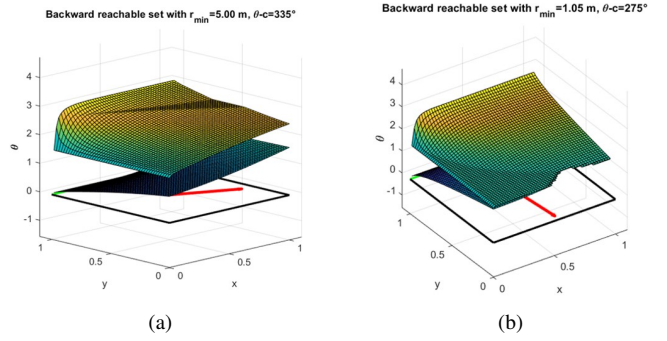 Backward reachable set with r_min=5.00 m, θ-c=335°
4
3
2
1
0
-1
θ
1
0.5
0
y
0
0.5
1
x
(a)
Backward reachable set with r_min=1.05 m, θ-c=275°
4
3
2
1
0
-1
θ
1
0.5
0
y
0
0.5
1
x
(b)